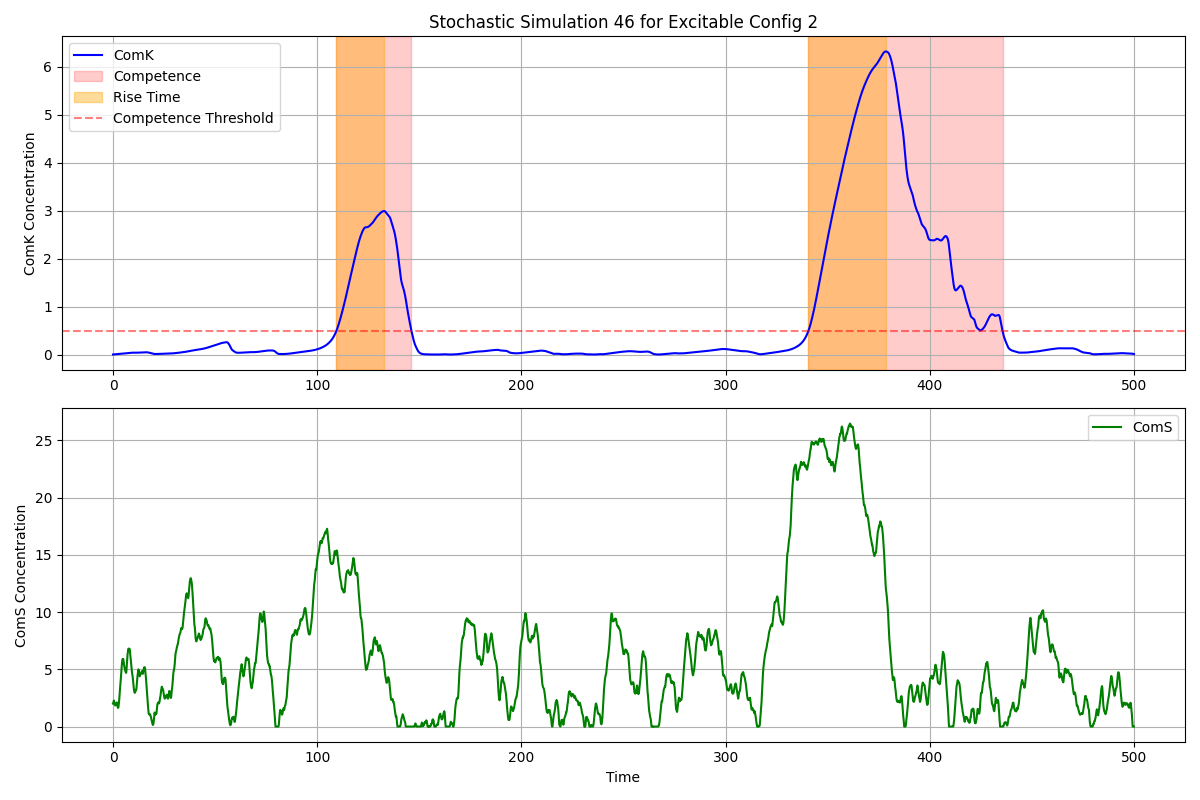 Stochastic Simulation 46 for Excitable Config 2
ComK
Competence
Rise Time
Competence Threshold
ComK Concentration
6
5
4
3
2
1
0
0 100 200 300 400 500
ComS
ComS Concentration
25
20
15
10
5
0
0 100 200 300 400 500
Time